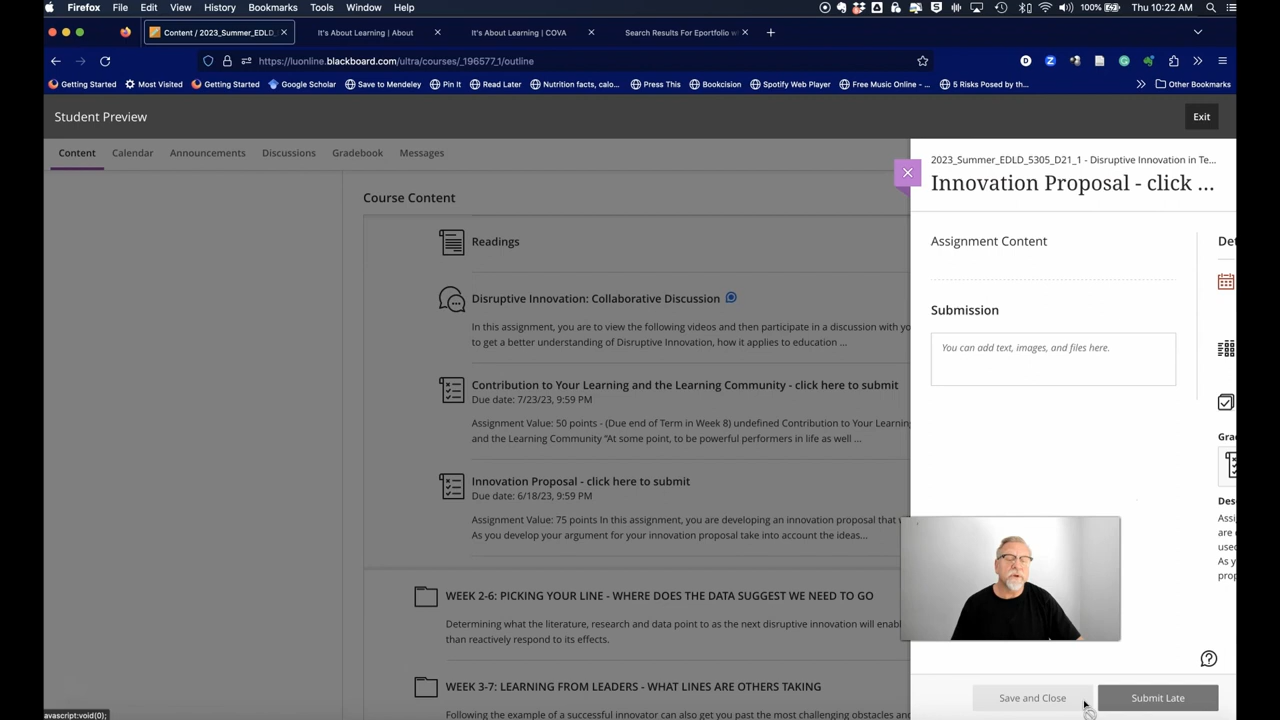 Firefox File Edit View History Bookmarks Tools Window Help 100% Thu 10:22 AM
Content / 2023_Summer_EDLD_ It's About Learning | About It's About Learning | COVA Search Results For Eportfolio w
https://luonline.blackboard.com/ultra/courses/_196577_1/outline
Getting Started Most Visited Getting Started Google Scholar Save to Mendeley Pin It Read Later Nutrition facts, calo... Press This Bookcision Spotify Web Player Free Music Online - ... 5 Risks Posed by th... Other Bookmarks
Student Preview
Exit
Content Calendar Announcements Discussions Gradebook Messages
Course Content
Readings
Disruptive Innovation: Collaborative Discussion
In this assignment, you are to view the following videos and then participate in a discussion with yo
to get a better understanding of Disruptive Innovation, how it applies to education ...
Contribution to Your Learning and the Learning Community - click here to submit
Due date: 7/23/23, 9:59 PM
Assignment Value: 50 points - (Due end of Term in Week 8) undefined Contribution to Your Learning
and the Learning Community "At some point, to be powerful performers in life as well ...
Innovation Proposal - click here to submit
Due date: 6/18/23, 9:59 PM
Assignment Value: 75 points In this assignment, you are developing an innovation proposal that
As you develop your argument for your innovation proposal take into account the ideas...
WEEK 2-6: PICKING YOUR LINE - WHERE DOES THE DATA SUGGEST WE NEED TO GO
Determining what the literature, research and data point to as the next disruptive innovation will enabl
than reactively respond to its effects.
WEEK 3-7: LEARNING FROM LEADERS - WHAT LINES ARE OTHERS TAKING
Following the example of a successful innovator can also get you past the most challenging obstacles an
2023_Summer_EDLD_5305_D21_1 - Disruptive Innovation in Te...
Innovation Proposal - click ...
Assignment Content
Submission
You can add text, images, and files here.
Det
Grad
Des
Assi
are
used
As y
prop
Save and Close
Submit Late
javascript:void(0);